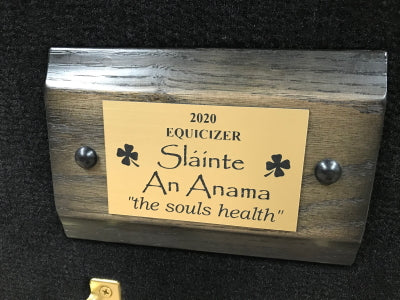 2020
EQUICIZER
Sláinte
An Anama
"the souls health"